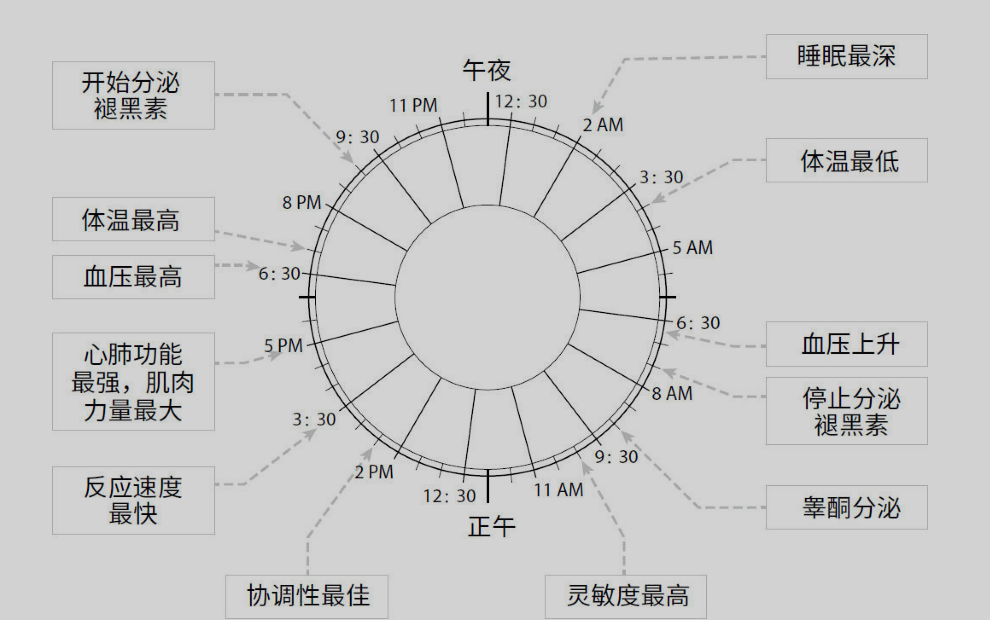 午夜
睡眠最深
开始分泌
褪黑素
11 PM
12：30
2 AM
9：30
体温最低
3：30
8 PM
体温最高
5 AM
血压最高
6：30
6：30
血压上升
心肺功能
最强，肌肉
力量最大
5 PM
8 AM
停止分泌
褪黑素
3：30
9：30
反应速度
最快
2 PM
12：30
11 AM
睾酮分泌
正午
协调性最佳
灵敏度最高